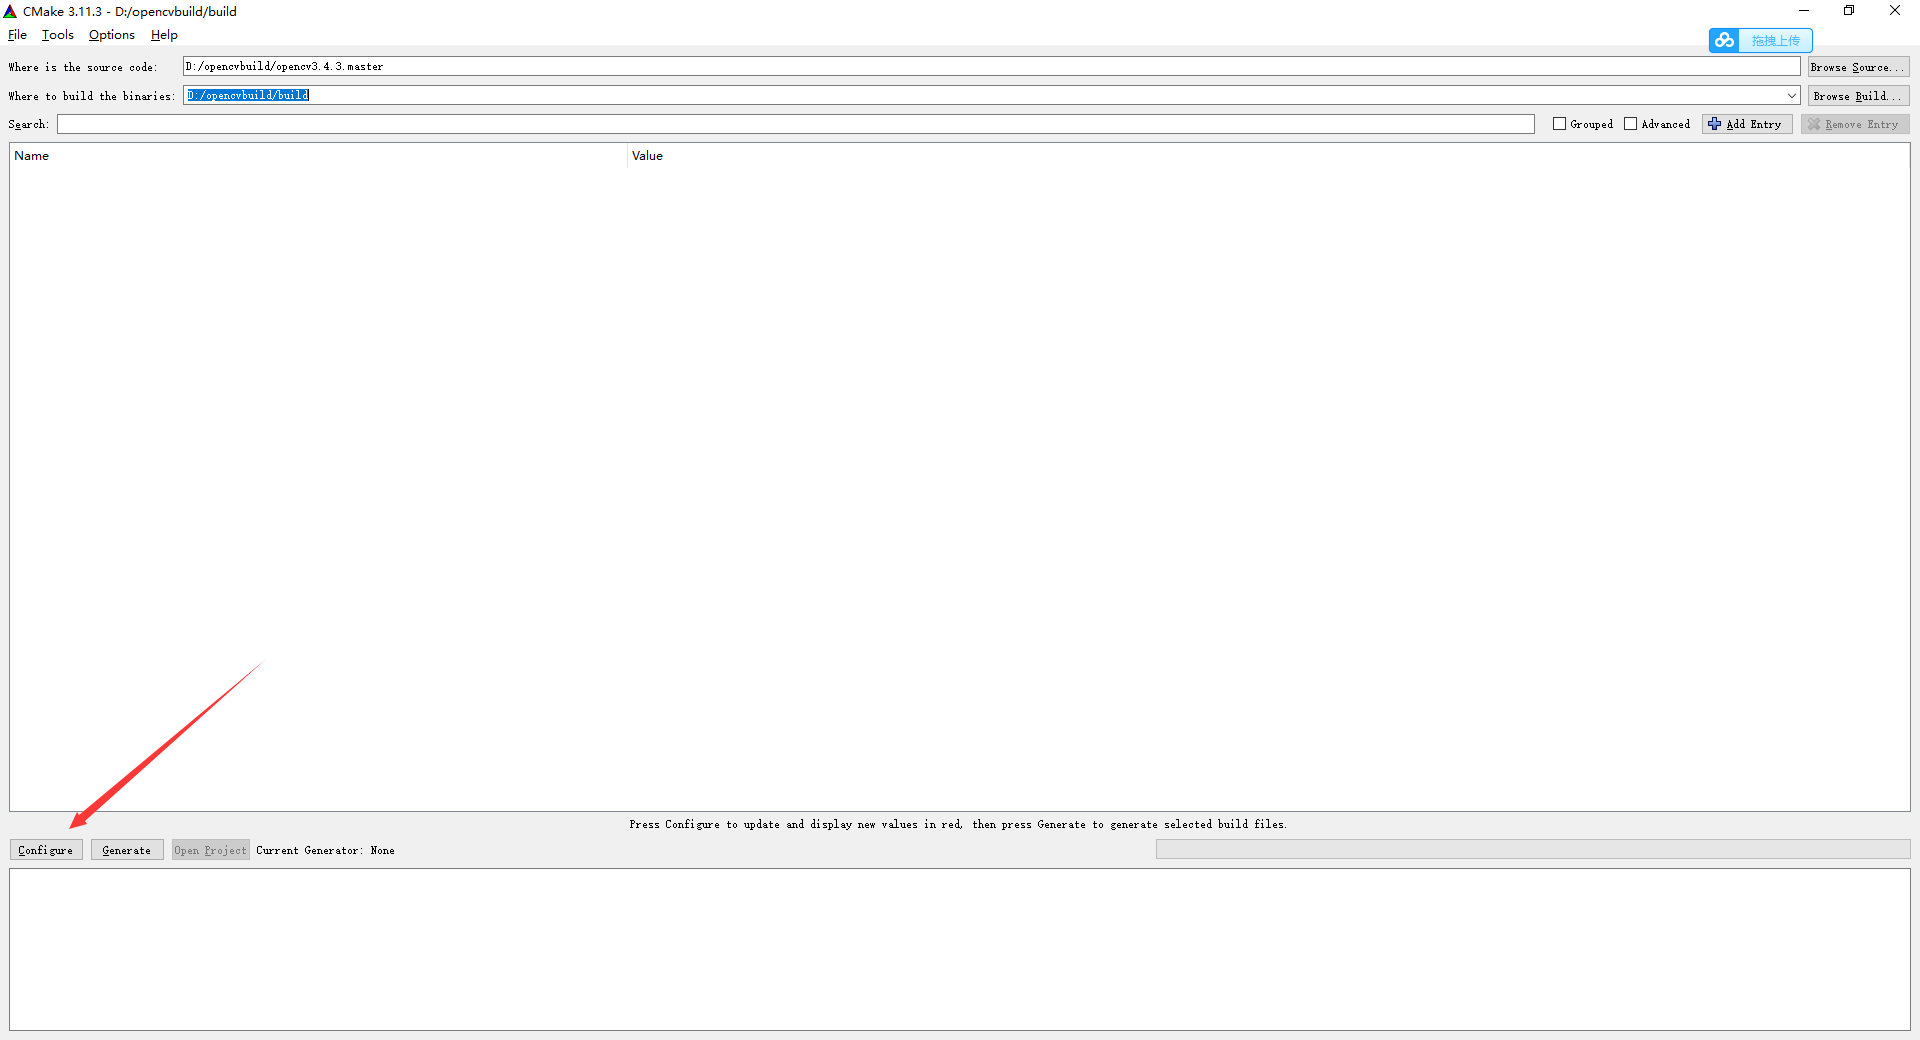 CMake 3.11.3 - D:/opencvbuild/build
File Tools Options Help
拖拽上传
Where is the source code: D:/opencvbuild/opencv3.4.3.master Browse Source...
Where to build the binaries: D:/opencvbuild/build Browse Build...
Search: Grouped Advanced Add Entry Remove Entry
Name Value
Press Configure to update and display new values in red, then press Generate to generate selected build files.
Configure Generate Open Project Current Generator: None